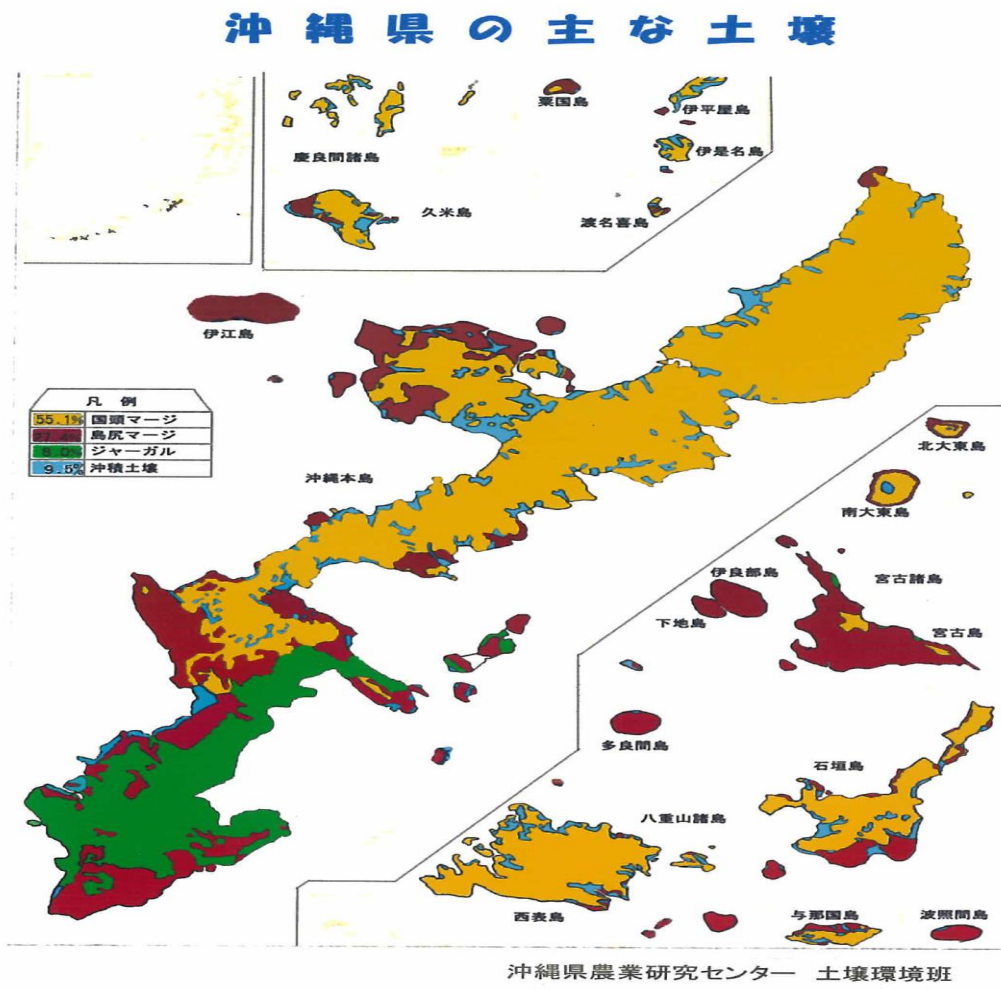 沖縄県の主な土壌
粟国島
伊平屋島
慶良間諸島
伊是名島
久米島
渡名喜島
伊江島
凡例
55.1% 国頭マージ
27.4% 島尻マージ
8.0% ジャーガル
9.5% 沖積土壌
沖縄本島
北大東島
南大東島
伊良部島
宮古諸島
下地島
宮古島
多良間島
石垣島
八重山諸島
西表島
与那国島
波照間島
沖縄県農業研究センター 土壌環境班